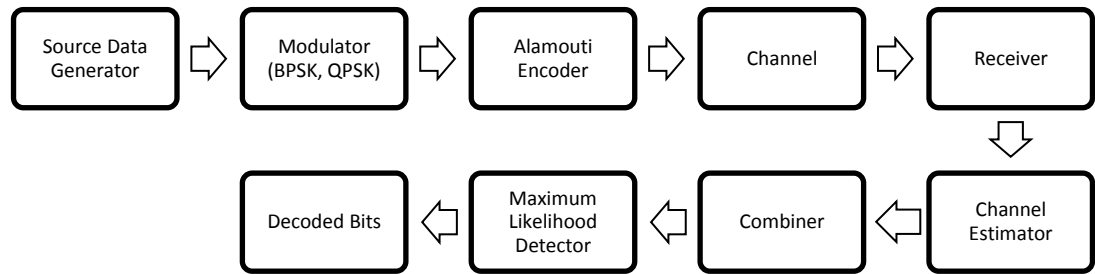 Source Data
Generator
Modulator
(BPSK, QPSK)
Alamouti
Encoder
Channel
Receiver
Channel
Estimator
Combiner
Maximum
Likelihood
Detector
Decoded Bits